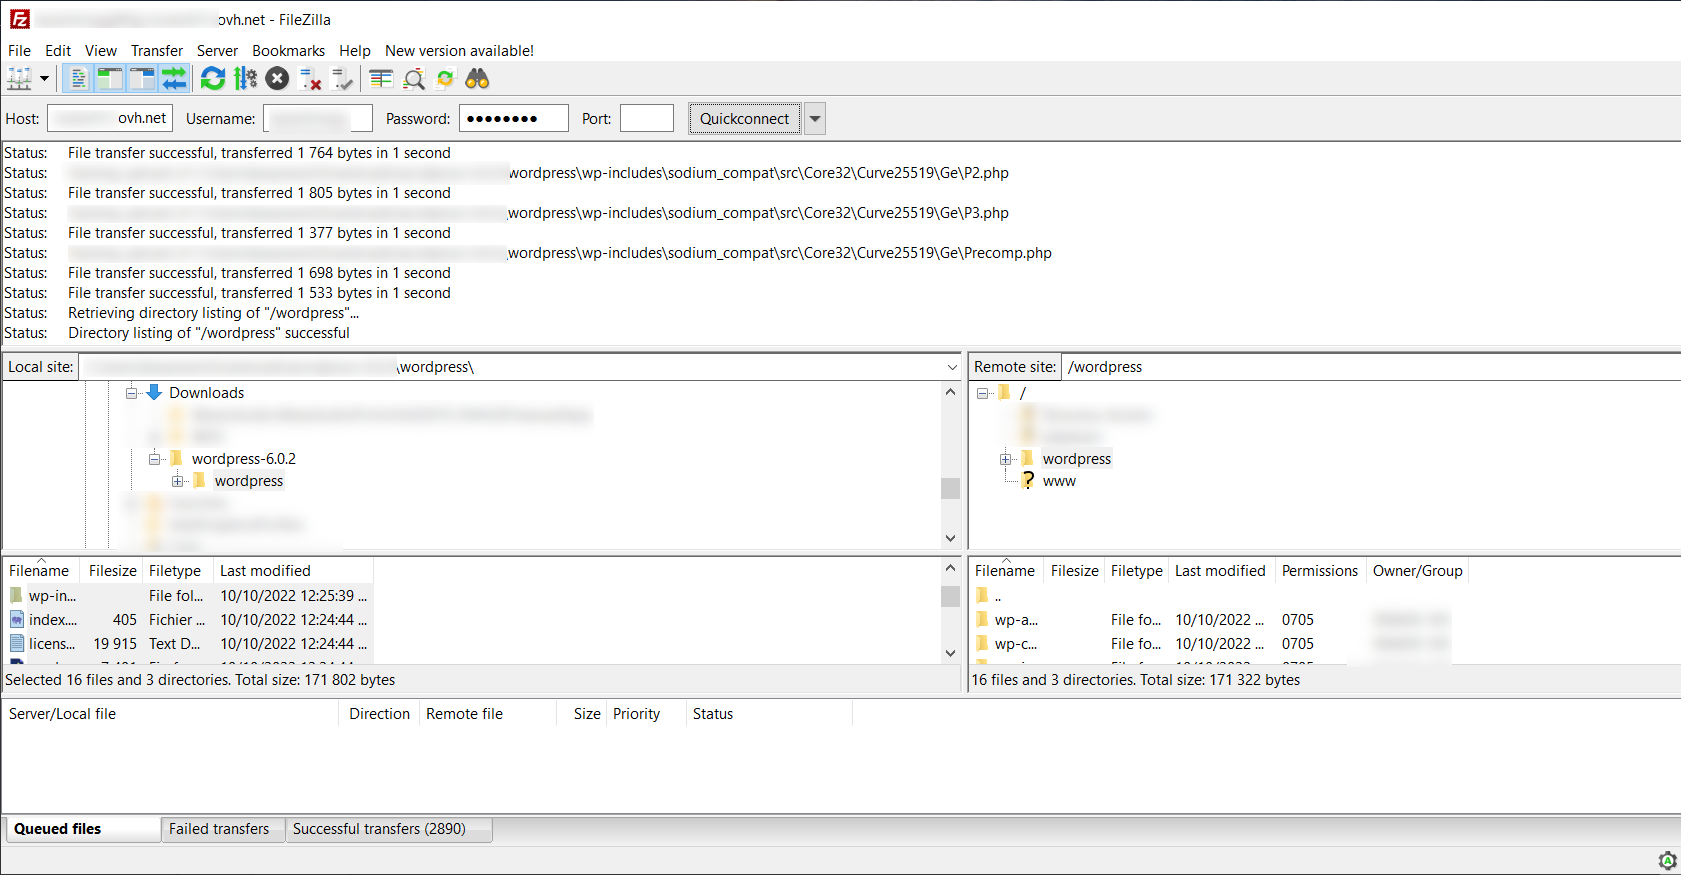 ovh.net - FileZilla
File Edit View Transfer Server Bookmarks Help New version available!
Host: ovh.net Username: Password: ●●●●●●●● Port: Quickconnect
Status: File transfer successful, transferred 1 764 bytes in 1 second
Status: wordpress\wp-includes\sodium_compat\src\Core32\Curve25519\Ge\P2.php
Status: File transfer successful, transferred 1 805 bytes in 1 second
Status: wordpress\wp-includes\sodium_compat\src\Core32\Curve25519\Ge\P3.php
Status: File transfer successful, transferred 1 377 bytes in 1 second
Status: wordpress\wp-includes\sodium_compat\src\Core32\Curve25519\Ge\Precomp.php
Status: File transfer successful, transferred 1 698 bytes in 1 second
Status: File transfer successful, transferred 1 533 bytes in 1 second
Status: Retrieving directory listing of "/wordpress"...
Status: Directory listing of "/wordpress" successful
Local site: \wordpress\
Downloads
wordpress-6.0.2
wordpress
Remote site: /wordpress
/
wordpress
? www
Filename Filesize Filetype Last modified
wp-in... File fol... 10/10/2022 12:25:39 ...
index.... 405 Fichier ... 10/10/2022 12:24:44 ...
licens... 19 915 Text D... 10/10/2022 12:24:44 ...
Selected 16 files and 3 directories. Total size: 171 802 bytes
Filename Filesize Filetype Last modified Permissions Owner/Group
..
wp-a... File fo... 10/10/2022 ... 0705
wp-c... File fo... 10/10/2022 ... 0705
16 files and 3 directories. Total size: 171 322 bytes
Server/Local file Direction Remote file Size Priority Status
Queued files Failed transfers Successful transfers (2890)